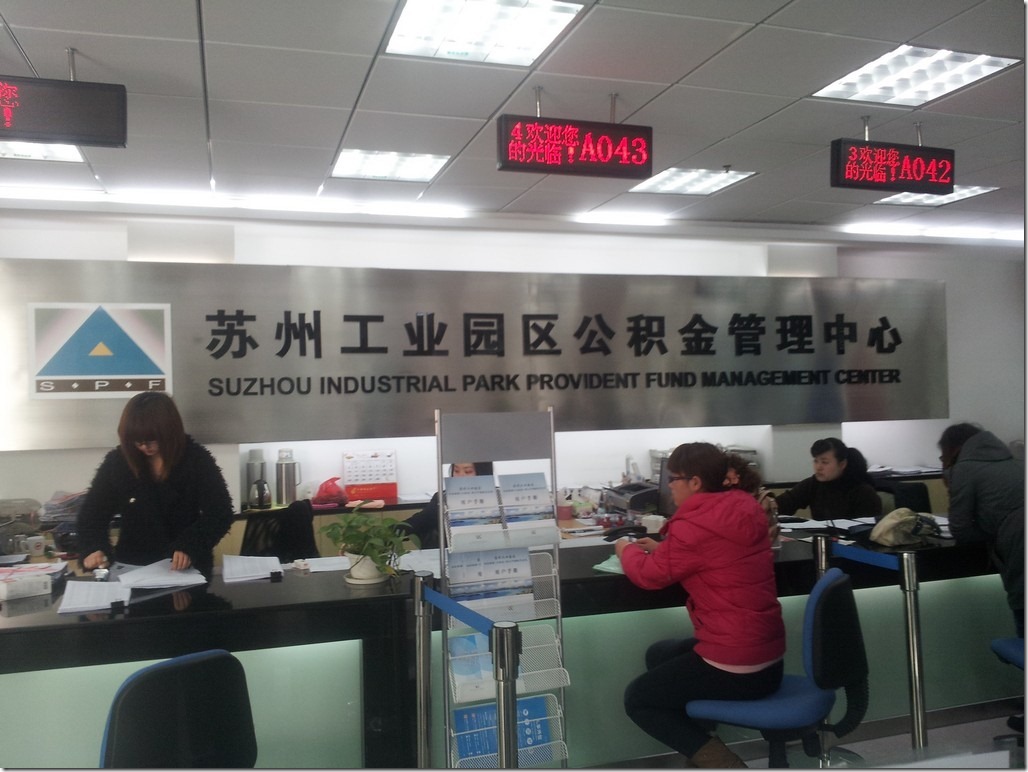 您
！
4欢迎您
的光临！A043
3欢迎您
的光临！A042
苏州工业园区公积金管理中心
SUZHOU INDUSTRIAL PARK PROVIDENT FUND MANAGEMENT CENTER
S·P·F